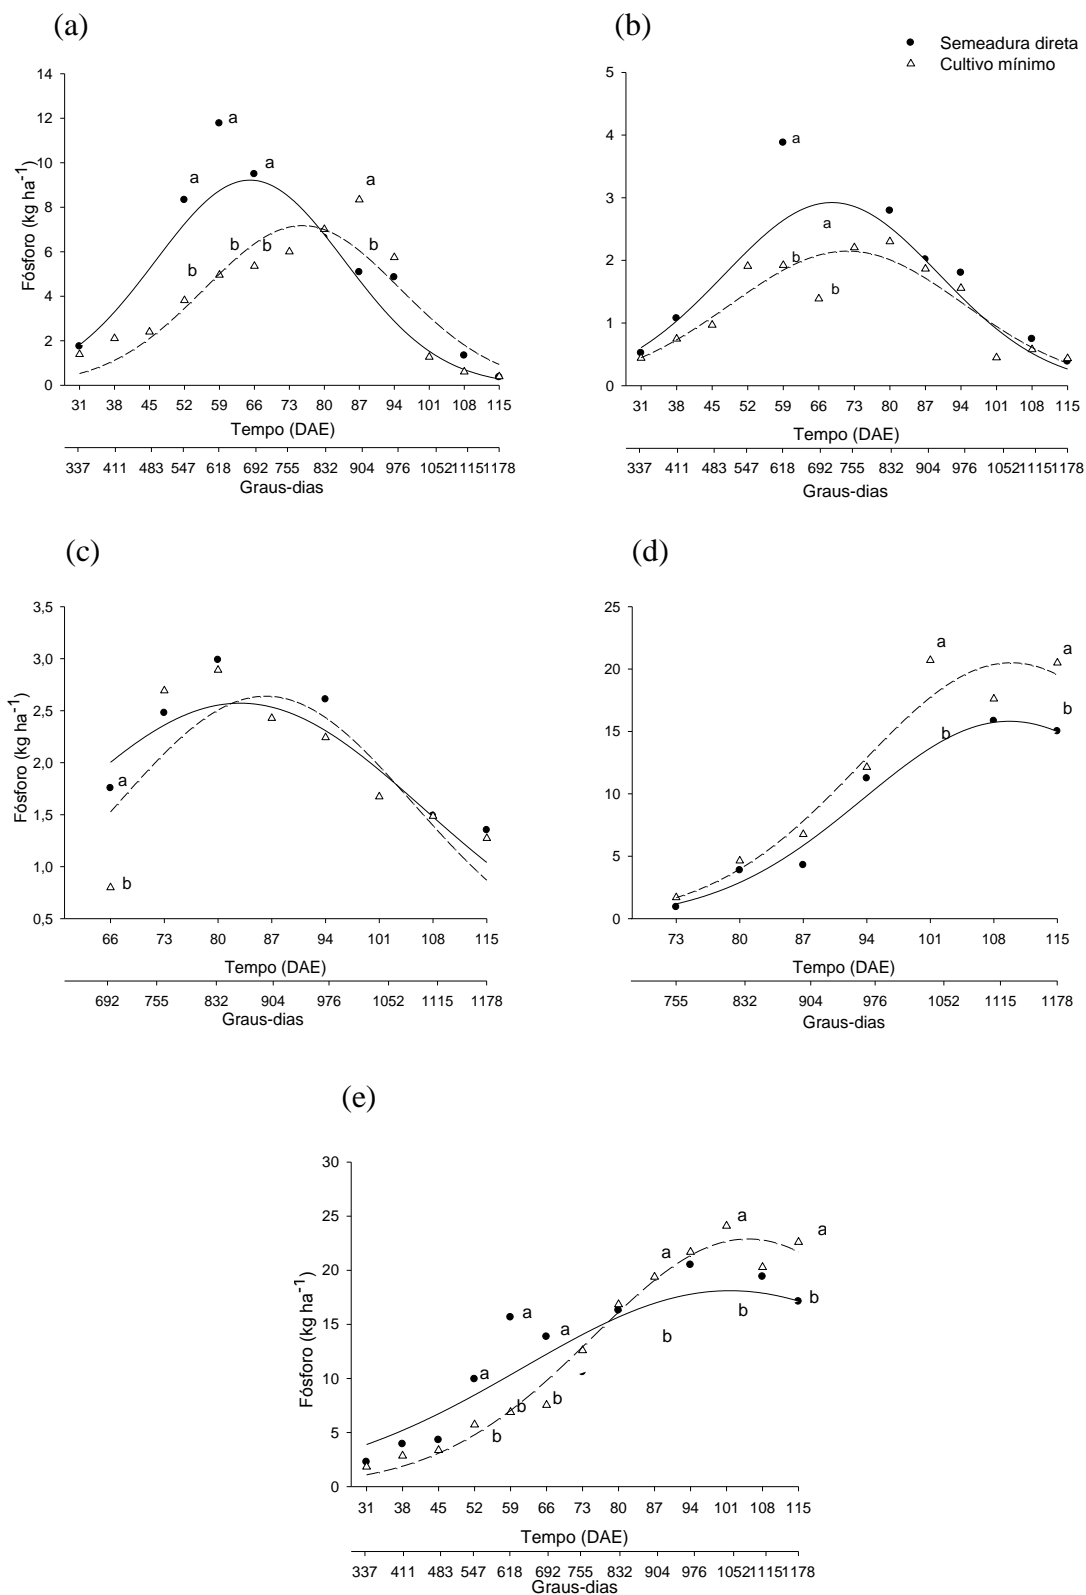 (a)
(b)
Semeadura direta
Cultivo mínimo
14
12
10
8
6
4
2
0
Fósforo (kg ha-1)
a
a
a
a
b
b
b
b
31 38 45 52 59 66 73 80 87 94 101 108 115
Tempo (DAE)
337 411 483 547 618 692 755 832 904 976 1052 1115 1178
Graus-dias
5
4
3
2
1
0
a
a
b
b
31 38 45 52 59 66 73 80 87 94 101 108 115
Tempo (DAE)
337 411 483 547 618 692 755 832 904 976 1052 1115 1178
Graus-dias
(c)
(d)
3,5
3,0
2,5
2,0
1,5
1,0
0,5
Fósforo (kg ha-1)
a
b
66 73 80 87 94 101 108 115
Tempo (DAE)
692 755 832 904 976 1052 1115 1178
Graus-dias
25
20
15
10
5
0
a
a
b
b
73 80 87 94 101 108 115
Tempo (DAE)
755 832 904 976 1052 1115 1178
Graus-dias
(e)
30
25
20
15
10
5
0
Fósforo (kg ha-1)
a
a
a
a
a
a
b
b
b
b
b
b
31 38 45 52 59 66 73 80 87 94 101 108 115
Tempo (DAE)
337 411 483 547 618 692 755 832 904 976 1052 1115 1178
Graus-dias